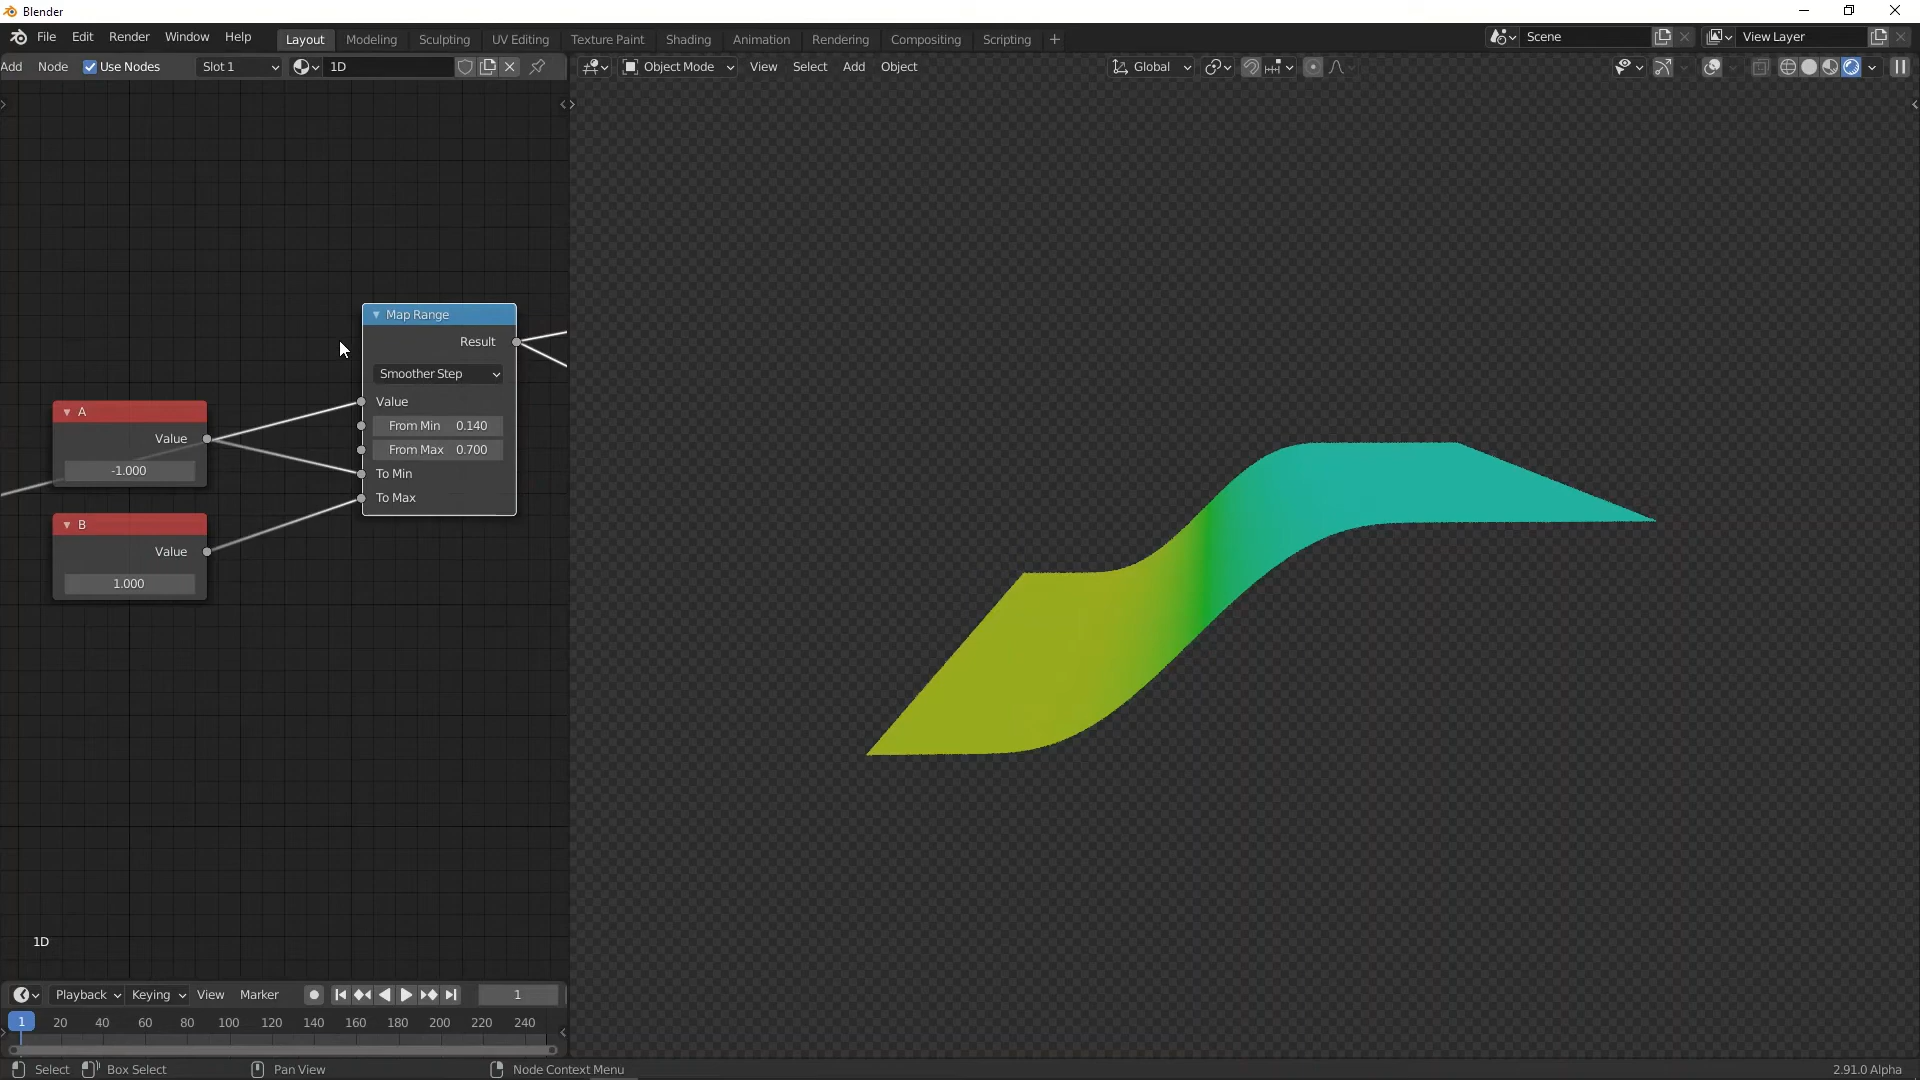 Blender
File Edit Render Window Help Layout Modeling Sculpting UV Editing Texture Paint Shading Animation Rendering Compositing Scripting + Scene View Layer
Add Node Use Nodes Slot 1 1D Object Mode View Select Add Object Global
Map Range
Result
Smoother Step
Value
From Min 0.140
From Max 0.700
To Min
To Max
A
Value
-1.000
B
Value
1.000
1D
Playback Keying View Marker 1
1 20 40 60 80 100 120 140 160 180 200 220 240
Select Box Select Pan View Node Context Menu 2.91.0 Alpha